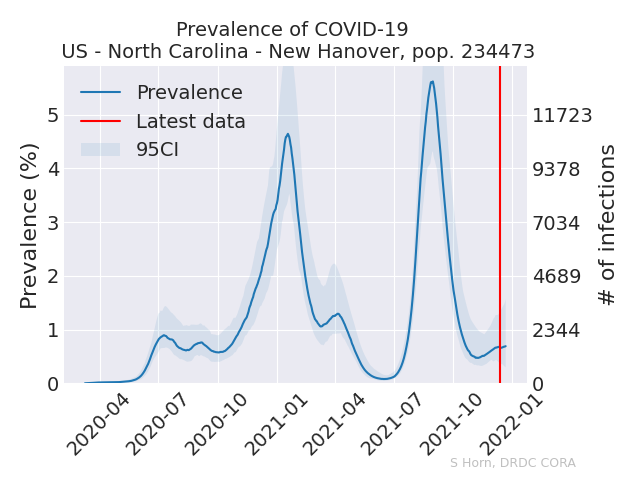 Prevalence of COVID-19
US - North Carolina - New Hanover, pop. 234473
Prevalence
Latest data
95CI
Prevalence (%)
5
4
3
2
1
0
11723
9378
7034
4689
2344
0
# of infections
2020-04
2020-07
2020-10
2021-01
2021-04
2021-07
2021-10
2022-01
S Horn, DRDC CORA